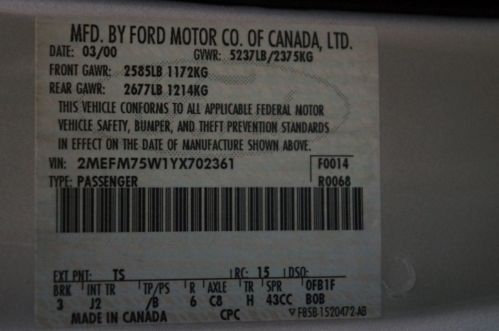 MFD. BY FORD MOTOR CO. OF CANADA, LTD.
DATE: 03/00 GVWR: 5237LB/2375KG
FRONT GAWR: 2585LB 1172KG
REAR GAWR: 2677LB 1214KG
THIS VEHICLE CONFORMS TO ALL APPLICABLE FEDERAL MOTOR
VEHICLE SAFETY, BUMPER, AND THEFT PREVENTION STANDARDS
IN EFFECT ON THE DATE OF MANUFACTURE SHOWN ABOVE.
VIN: 2MEFM75W1YX702361 F0014
TYPE: PASSENGER R0068
EXT PNT: TS RC: 15 DSO:
BRK INT TR TP/PS R AXLE TR SPR 0FB1F
3 J2 /B 6 C8 H 43CC BOB
MADE IN CANADA CPC ▽F85B-1520472-AB